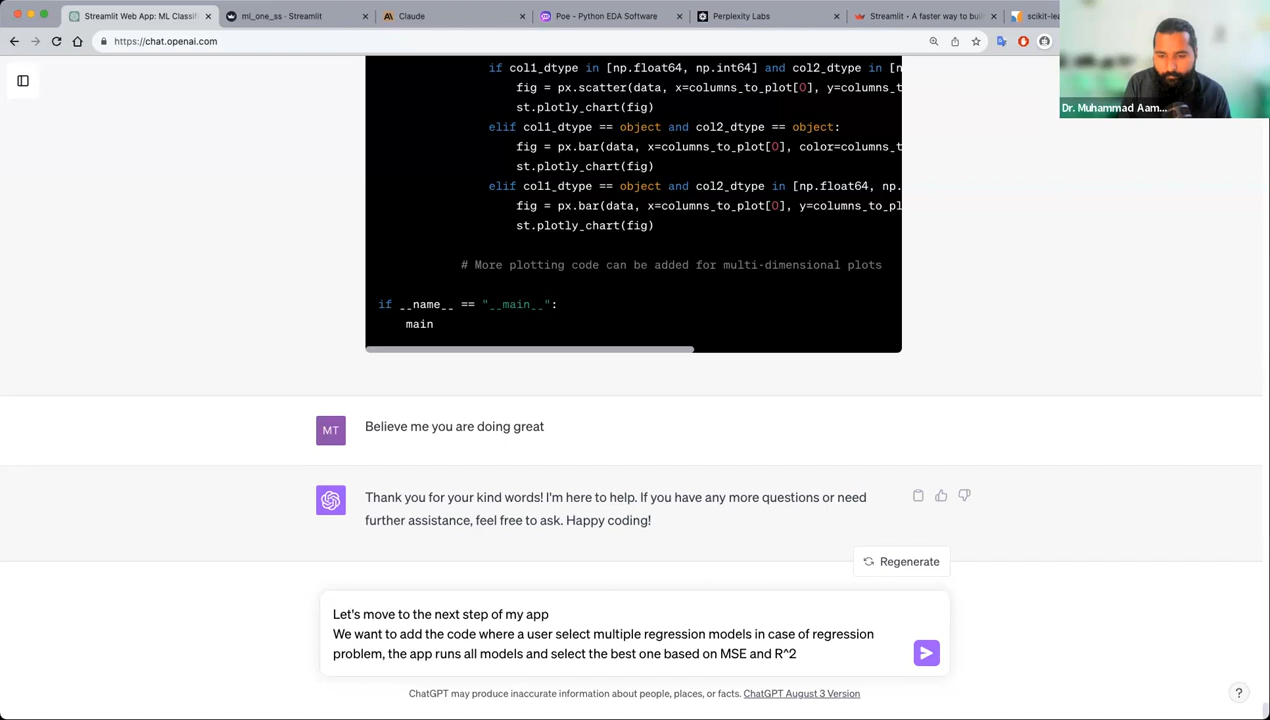 Streamlit Web App: ML Classif
ml_one_ss · Streamlit
Claude
Poe - Python EDA Software
Perplexity Labs
Streamlit • A faster way to buil
scikit-lea
https://chat.openai.com
Dr. Muhammad Aam...
if col1_dtype in [np.float64, np.int64] and col2_dtype in [n
fig = px.scatter(data, x=columns_to_plot[0], y=columns_t
st.plotly_chart(fig)
elif col1_dtype == object and col2_dtype == object:
fig = px.bar(data, x=columns_to_plot[0], color=columns_t
st.plotly_chart(fig)
elif col1_dtype == object and col2_dtype in [np.float64, np.
fig = px.bar(data, x=columns_to_plot[0], y=columns_to_pl
st.plotly_chart(fig)
# More plotting code can be added for multi-dimensional plots
if __name__ == "__main__":
main
MT
Believe me you are doing great
Thank you for your kind words! I'm here to help. If you have any more questions or need
further assistance, feel free to ask. Happy coding!
Regenerate
Let's move to the next step of my app
We want to add the code where a user select multiple regression models in case of regression
problem, the app runs all models and select the best one based on MSE and R^2
ChatGPT may produce inaccurate information about people, places, or facts. ChatGPT August 3 Version
?